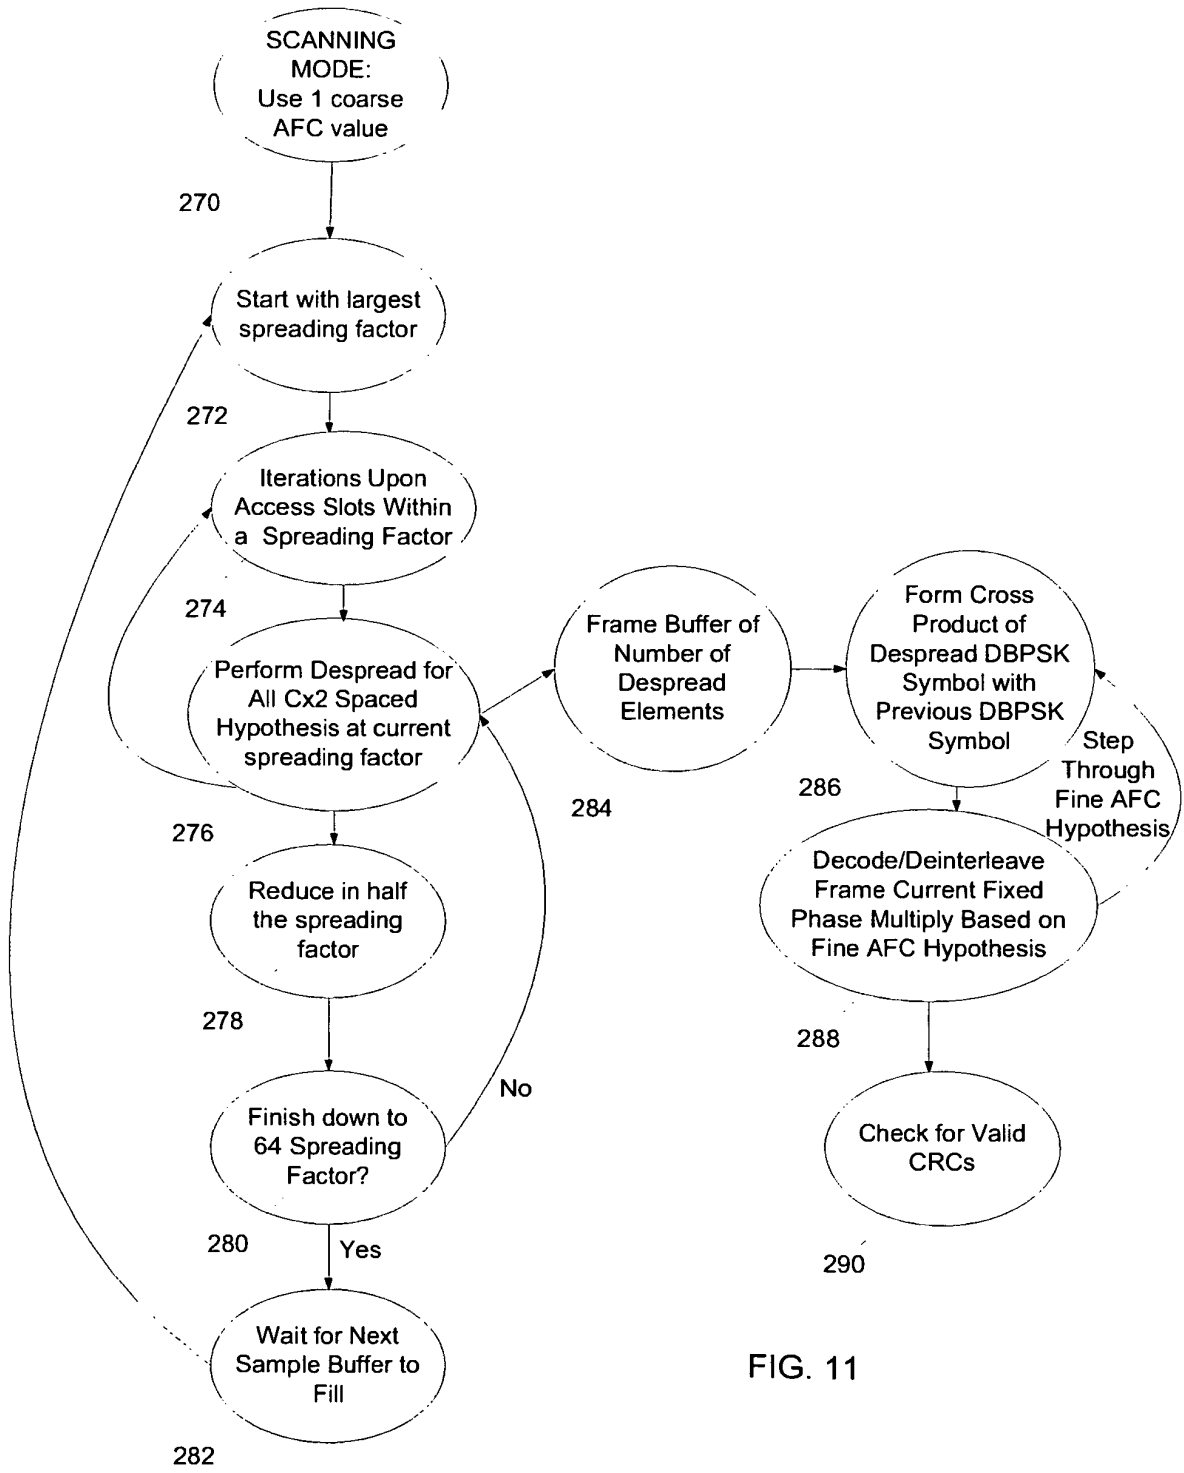 SCANNING
MODE:
Use 1 coarse
AFC value
270
Start with largest
spreading factor
272
Iterations Upon
Access Slots Within
a Spreading Factor
274
Perform Despread for
All Cx2 Spaced
Hypothesis at current
spreading factor
276
Reduce in half
the spreading
factor
278
Finish down to
64 Spreading
Factor?
No
280
Yes
Wait for Next
Sample Buffer to
Fill
282
Frame Buffer of
Number of
Despread
Elements
284
Form Cross
Product of
Despread DBPSK
Symbol with
Previous DBPSK
Symbol
286
Step
Through
Fine AFC
Hypothesis
Decode/Deinterleave
Frame Current Fixed
Phase Multiply Based on
Fine AFC Hypothesis
288
Check for Valid
CRCs
290
FIG. 11